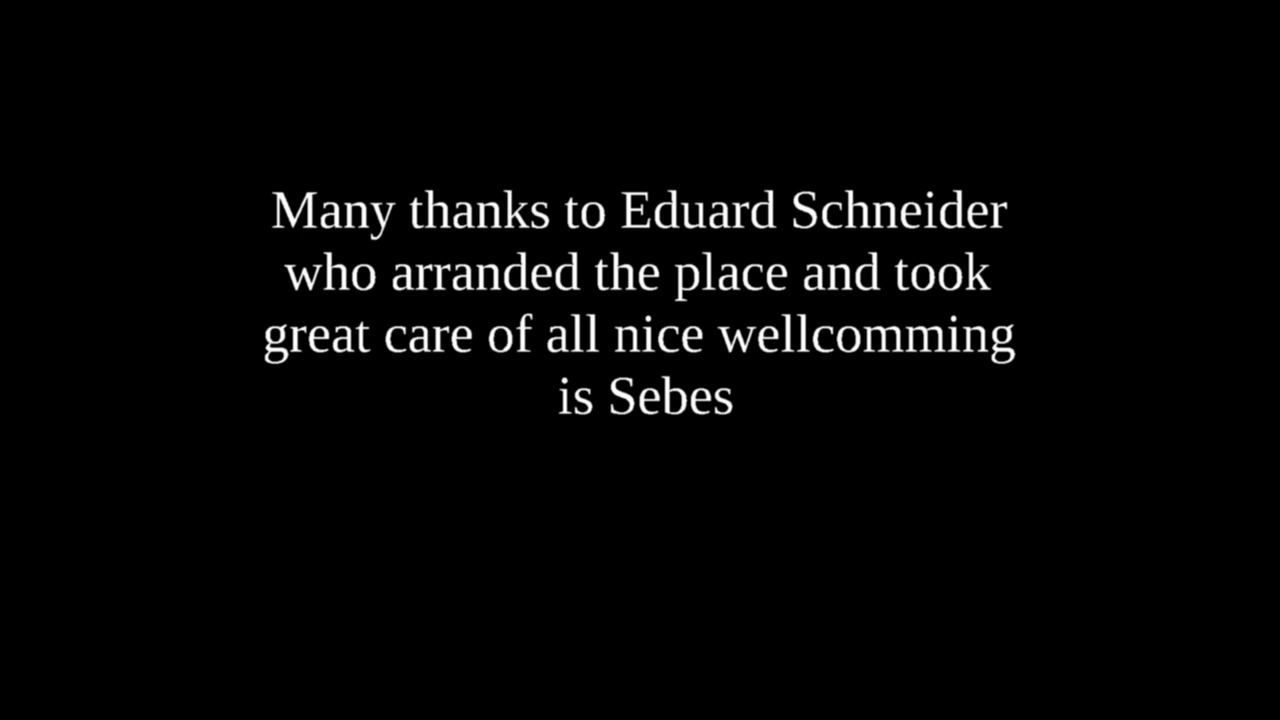 Many thanks to Eduard Schneider
who arranded the place and took
great care of all nice wellcomming
is Sebes